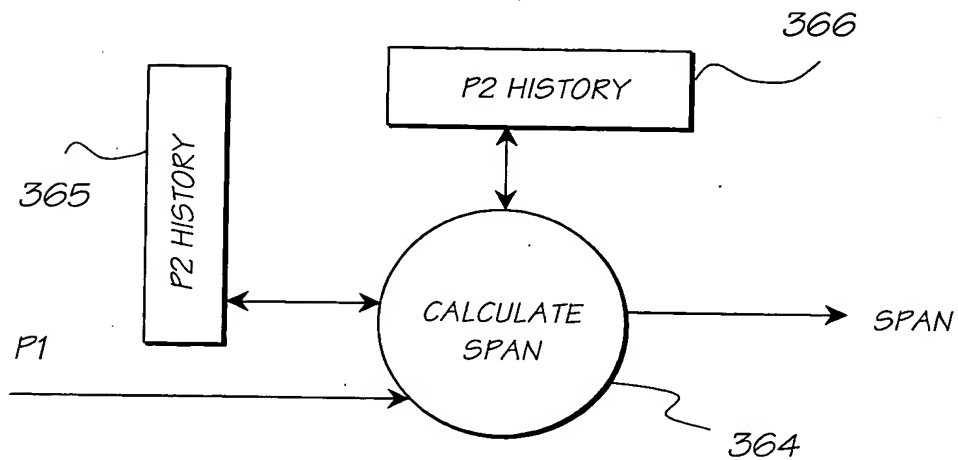 366
P2 HISTORY
365
P2 HISTORY
CALCULATE
SPAN
SPAN
P1
364